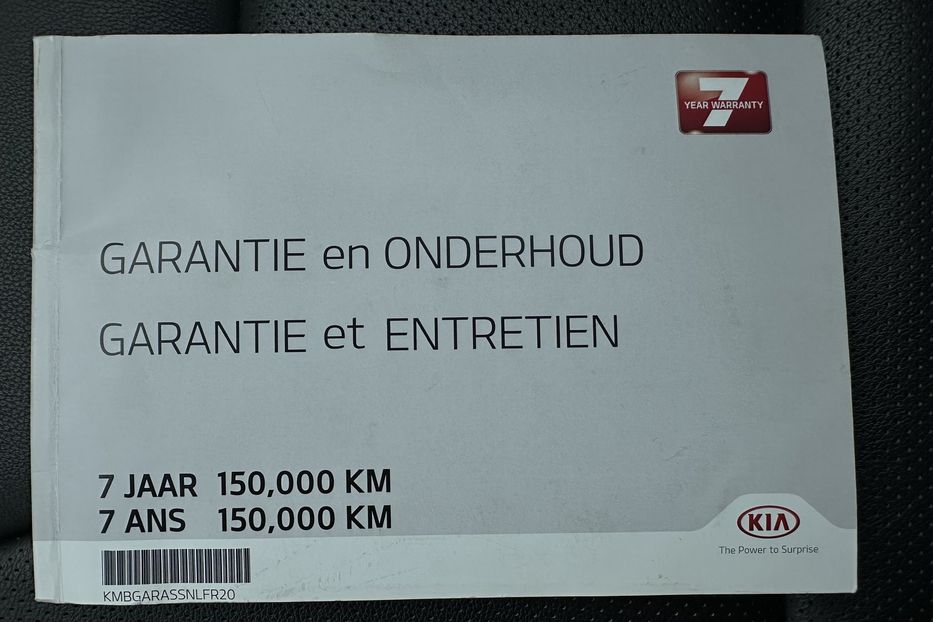 7
YEAR WARRANTY
GARANTIE en ONDERHOUD
GARANTIE et ENTRETIEN
7 JAAR 150,000 KM
7 ANS 150,000 KM
KIA
The Power to Surprise
KMBGARASSNLFR20